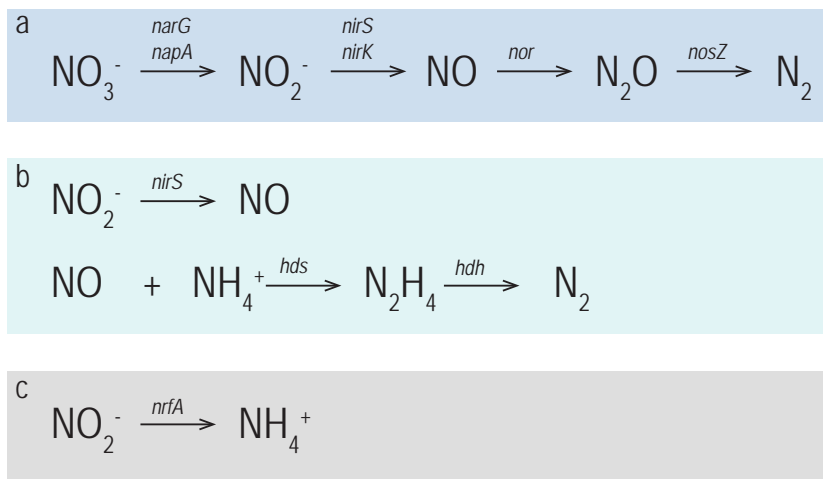 a
narG nirS
napA nirK nor nosZ
NO₃⁻ NO₂⁻ NO N₂O N₂
b
nirS
NO₂⁻ NO
hds hdh
NO + NH₄⁺ N₂H₄ N₂
c
nrfA
NO₂⁻ NH₄⁺